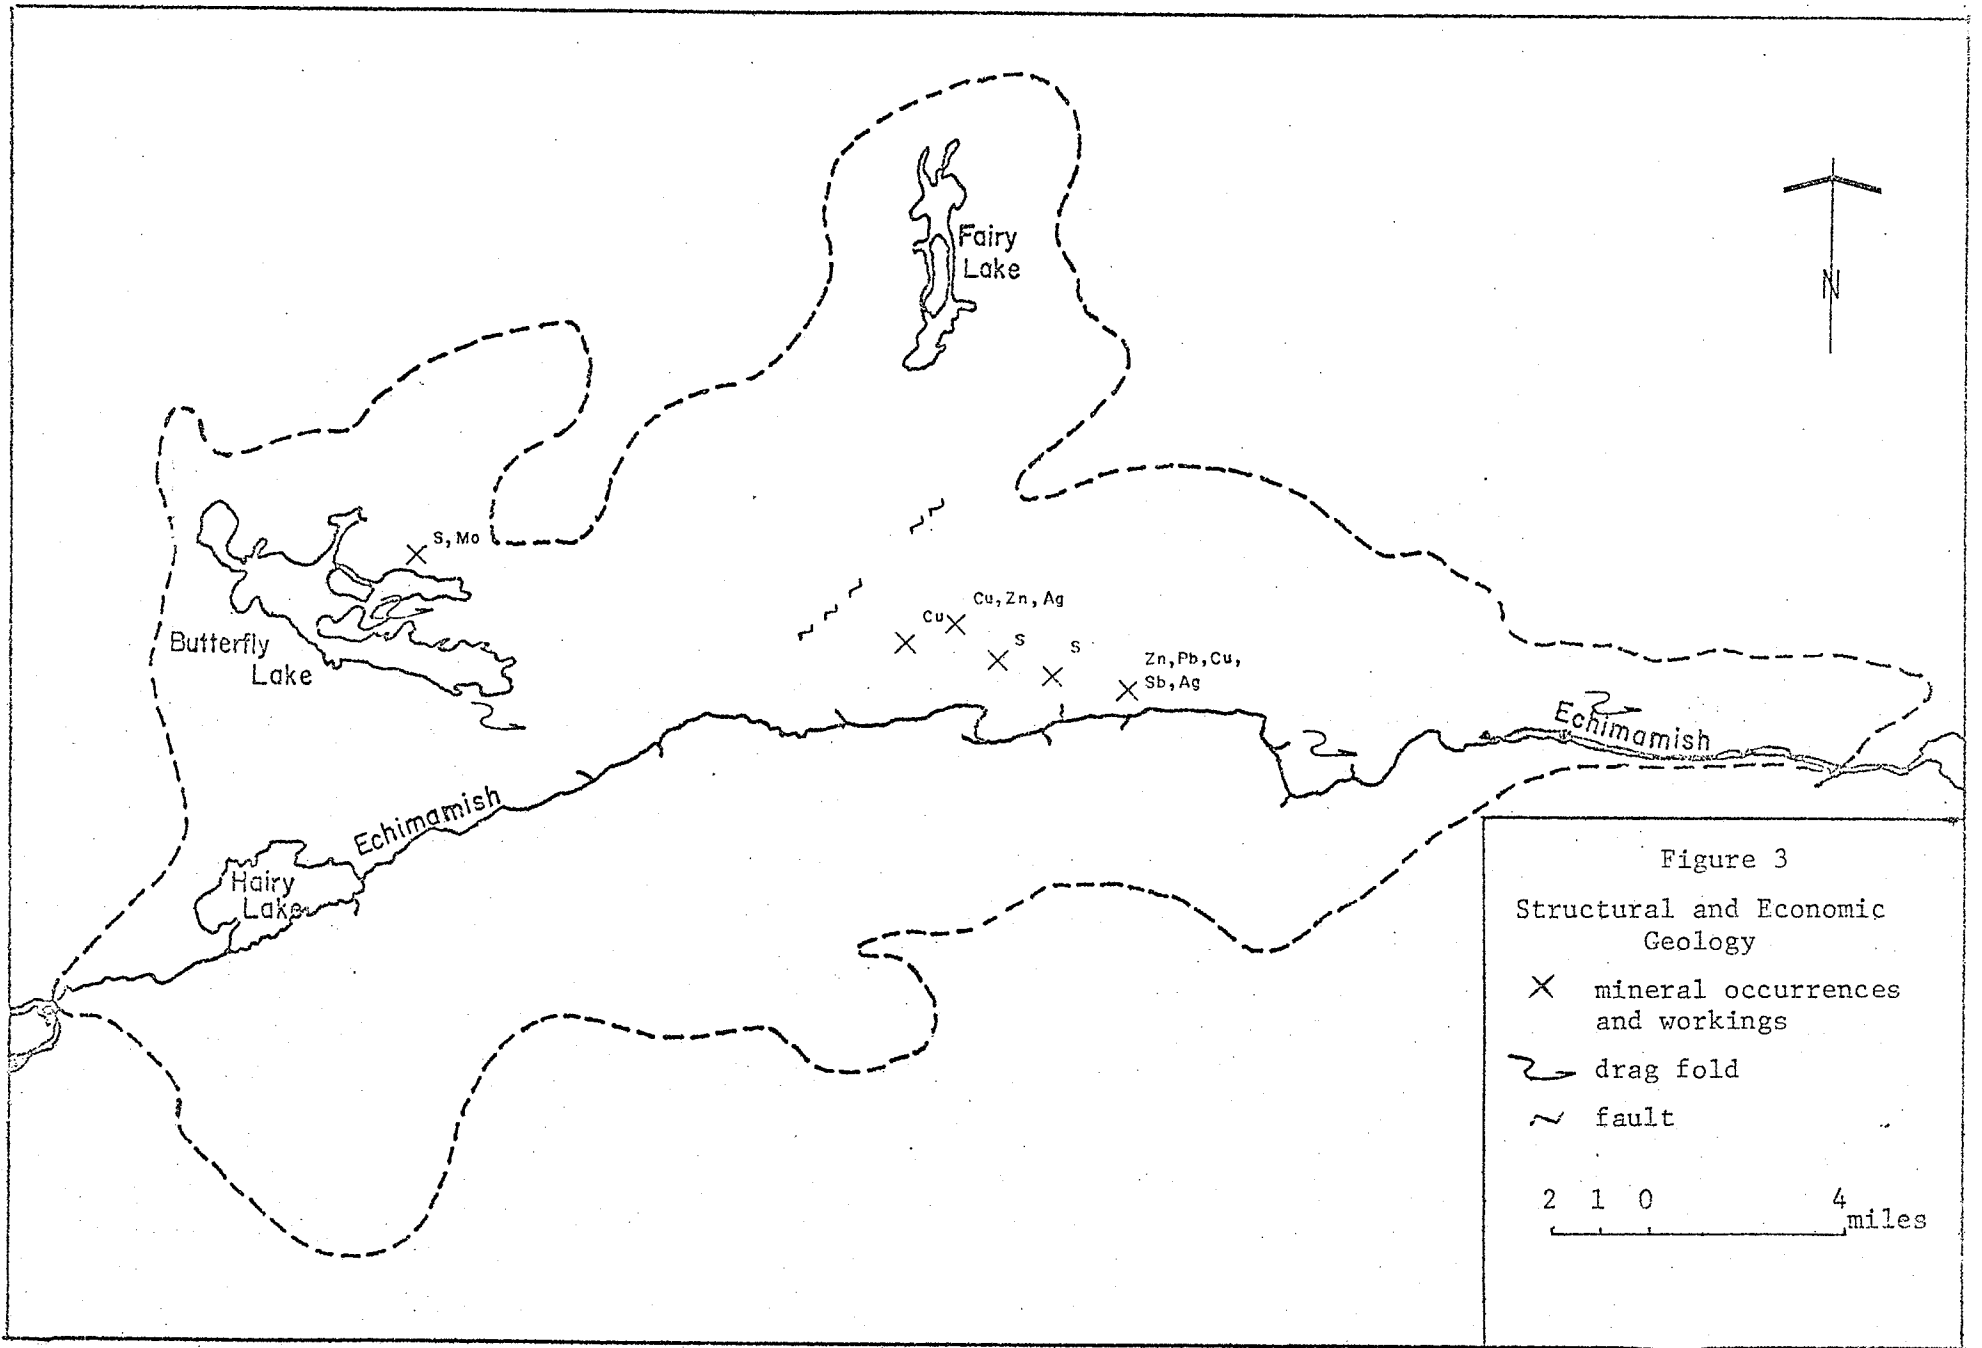 Fairy
Lake
N
S, Mo
Cu, Zn, Ag
Cu
S
S
Zn, Pb, Cu,
Sb, Ag
Butterfly
Lake
Echimamish
Echimamish
Hairy
Lake
Figure 3
Structural and Economic
Geology
mineral occurrences
and workings
drag fold
fault
2 1 0 4
miles